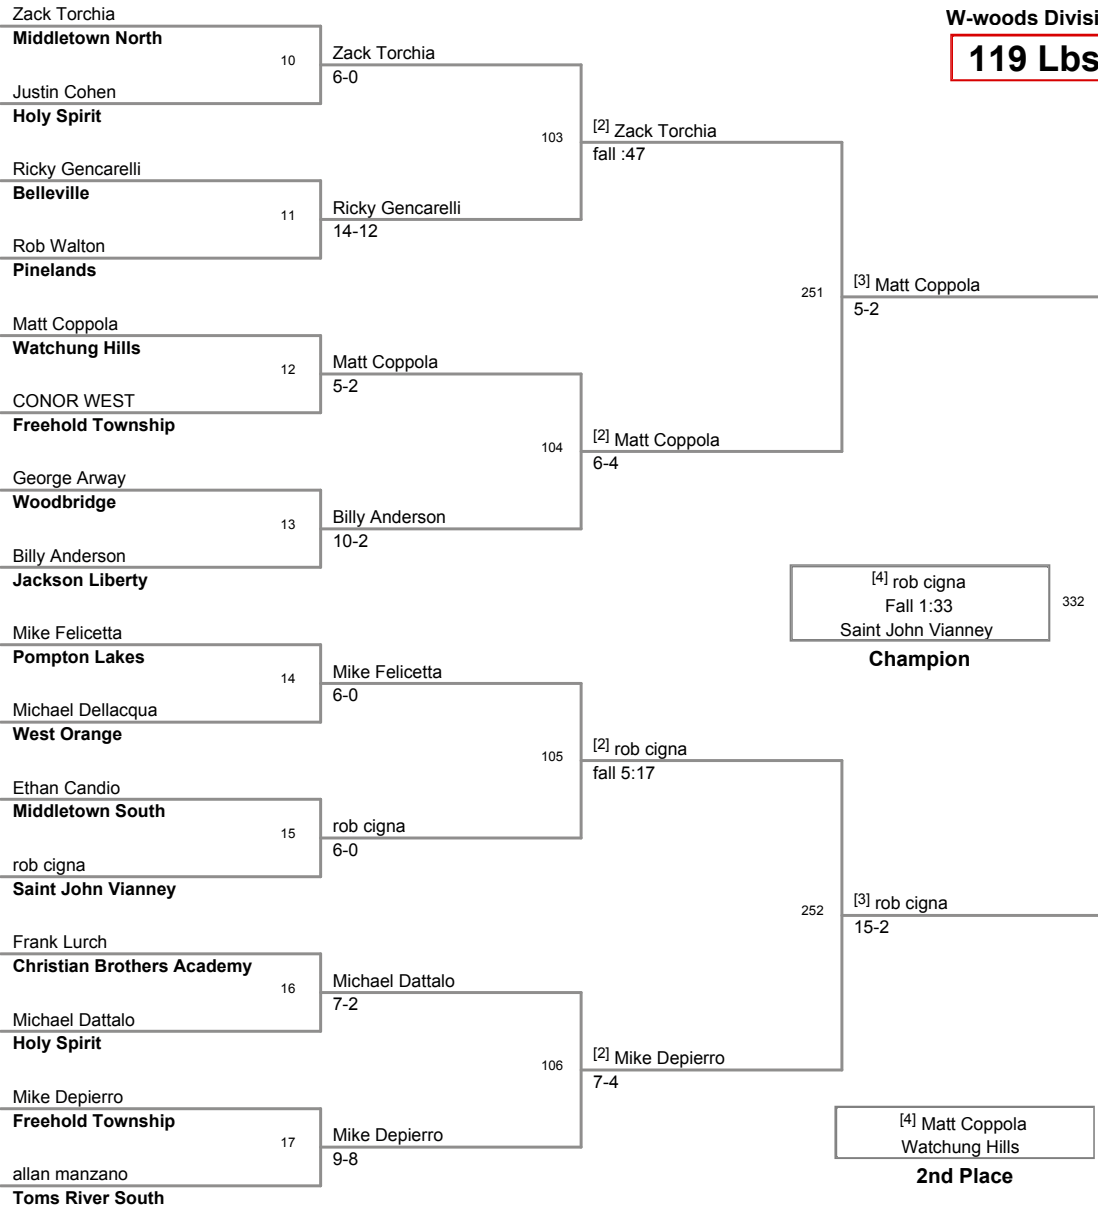 Zack Torchia
Middletown North
10
Justin Cohen
Holy Spirit
Zack Torchia
6-0
Ricky Gencarelli
Belleville
11
Rob Walton
Pinelands
Ricky Gencarelli
14-12
103
[2] Zack Torchia
fall :47
Matt Coppola
Watchung Hills
12
CONOR WEST
Freehold Township
Matt Coppola
5-2
George Arway
Woodbridge
13
Billy Anderson
Jackson Liberty
Billy Anderson
10-2
104
[2] Matt Coppola
6-4
251
[3] Matt Coppola
5-2
Mike Felicetta
Pompton Lakes
14
Michael Dellacqua
West Orange
Mike Felicetta
6-0
Ethan Candio
Middletown South
15
rob cigna
Saint John Vianney
rob cigna
6-0
105
[2] rob cigna
fall 5:17
Frank Lurch
Christian Brothers Academy
16
Michael Dattalo
Holy Spirit
Michael Dattalo
7-2
Mike Depierro
Freehold Township
17
allan manzano
Toms River South
Mike Depierro
9-8
106
[2] Mike Depierro
7-4
252
[3] rob cigna
15-2
W-woods Divisi
119 Lbs
[4] rob cigna
Fall 1:33
Saint John Vianney
332
Champion
[4] Matt Coppola
Watchung Hills
2nd Place